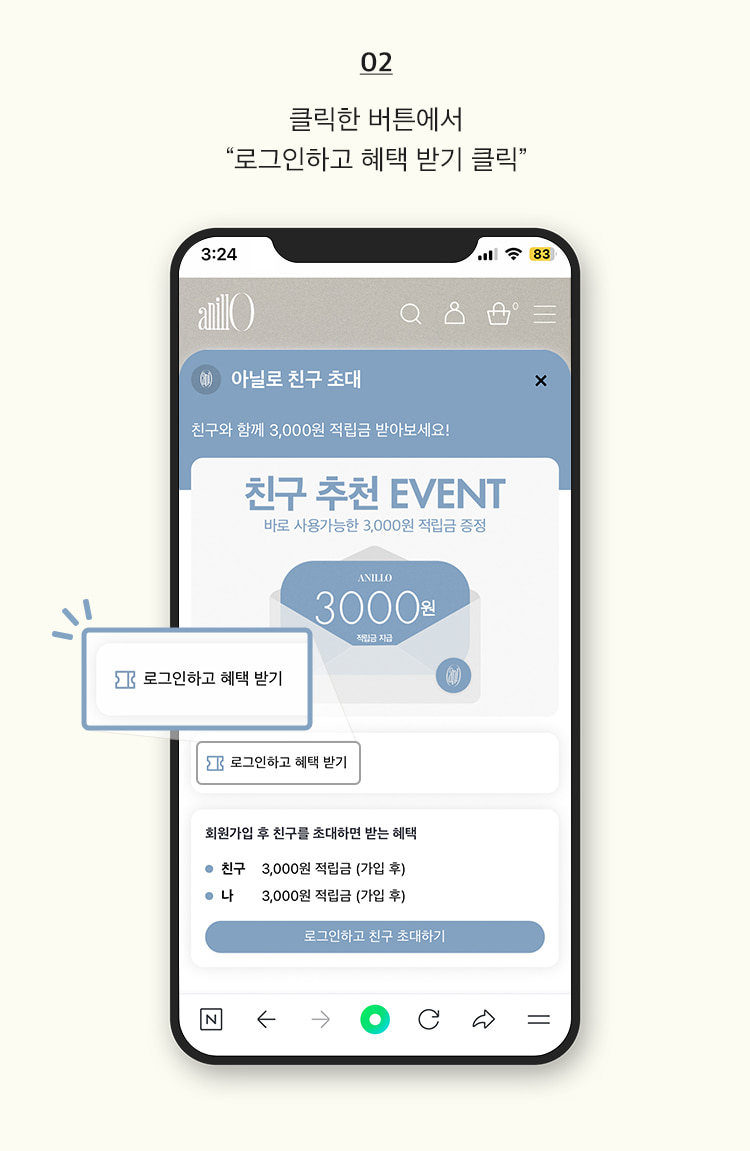 02
클릭한 버튼에서
“로그인하고 혜택 받기 클릭”
3:24
83
anillO
0
아닐로 친구 초대
친구와 함께 3,000원 적립금 받아보세요!
친구 추천 EVENT
바로 사용가능한 3,000원 적립금 증정
ANILLO
3000원
적립금 지급
로그인하고 혜택 받기
로그인하고 혜택 받기
회원가입 후 친구를 초대하면 받는 혜택
친구 3,000원 적립금 (가입 후)
나 3,000원 적립금 (가입 후)
로그인하고 친구 초대하기
N